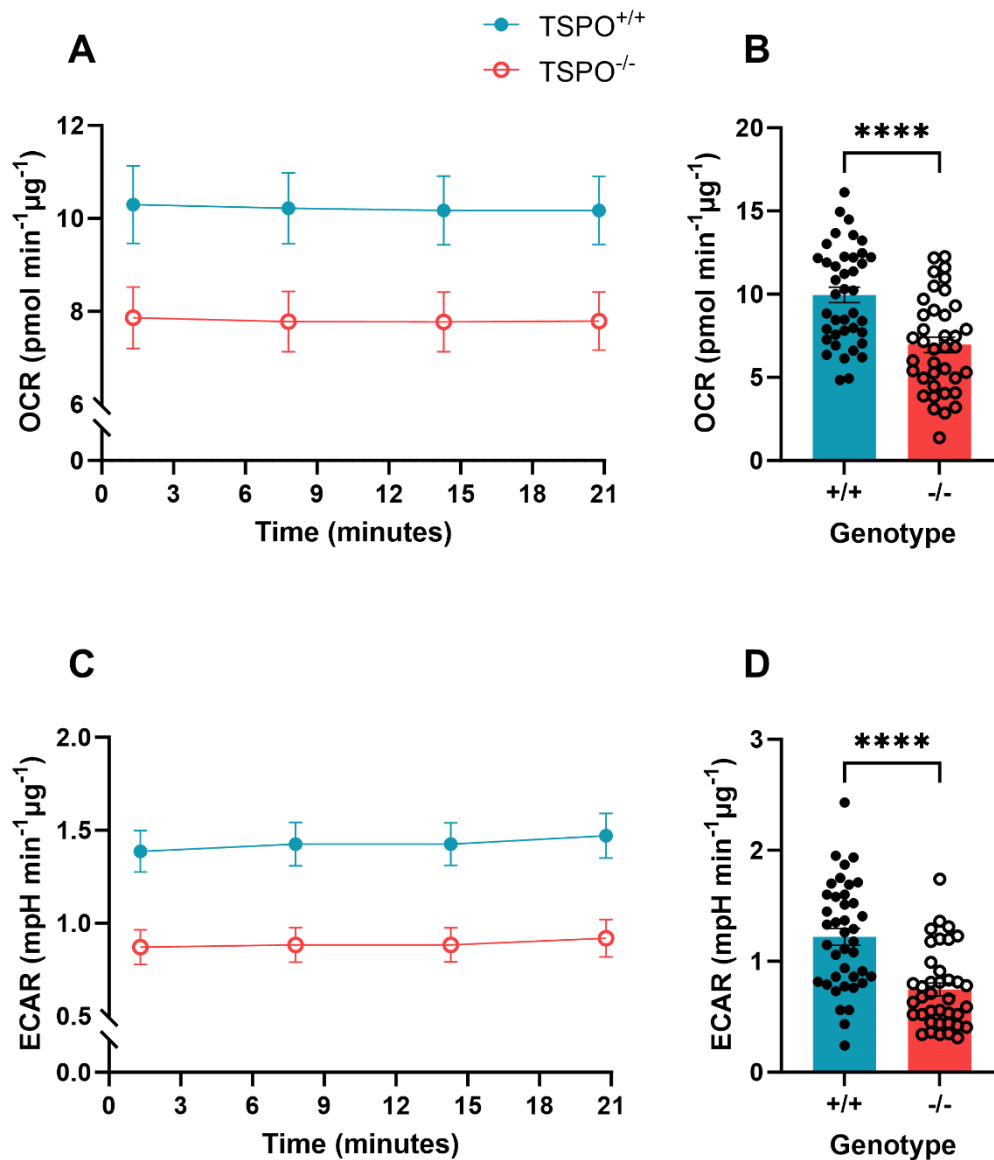 A
TSPO+/+
TSPO-/-
OCR (pmol min-1µg-1)
12
10
8
6
0
0 3 6 9 12 15 18 21
Time (minutes)
B
****
OCR (pmol min-1µg-1)
20
15
10
5
0
+/+ -/-
Genotype
C
ECAR (mpH min-1µg-1)
2.0
1.5
1.0
0.5
0.0
0 3 6 9 12 15 18 21
Time (minutes)
D
****
ECAR (mpH min-1µg-1)
3
2
1
0
+/+ -/-
Genotype